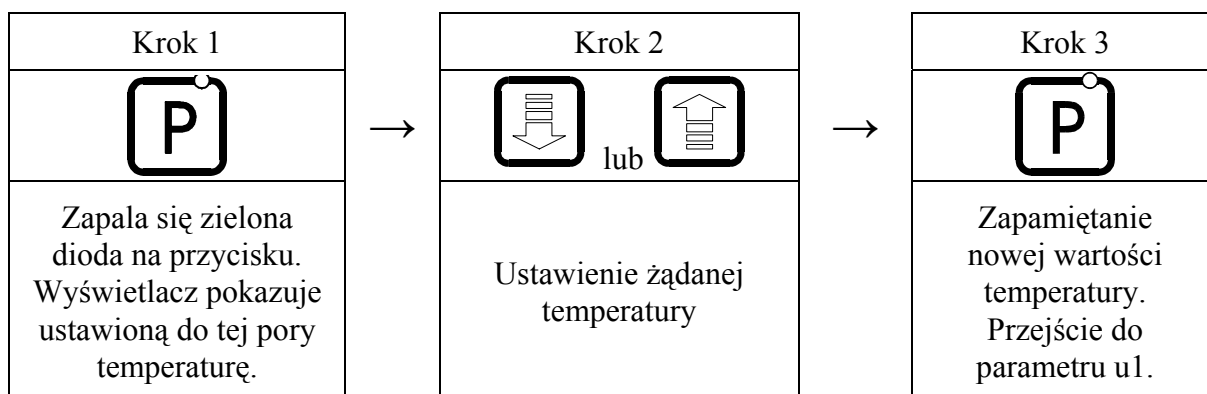 Krok 1
P
Zapala się zielona
dioda na przycisku.
Wyświetlacz pokazuje
ustawioną do tej pory
temperaturę.
→
Krok 2
lub
Ustawienie żądanej
temperatury
→
Krok 3
P
Zapamiętanie
nowej wartości
temperatury.
Przejście do
parametru u1.